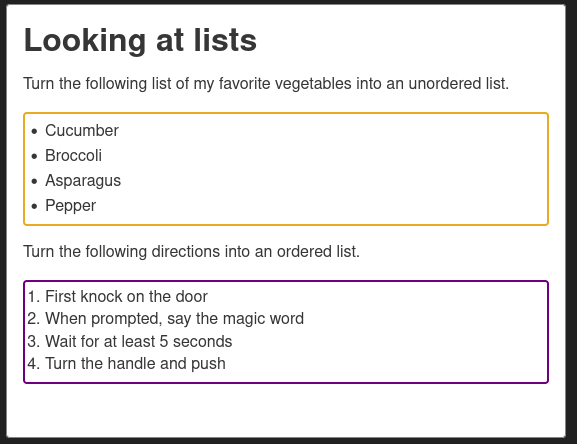 Looking at lists
Turn the following list of my favorite vegetables into an unordered list.
• Cucumber
• Broccoli
• Asparagus
• Pepper
Turn the following directions into an ordered list.
1. First knock on the door
2. When prompted, say the magic word
3. Wait for at least 5 seconds
4. Turn the handle and push